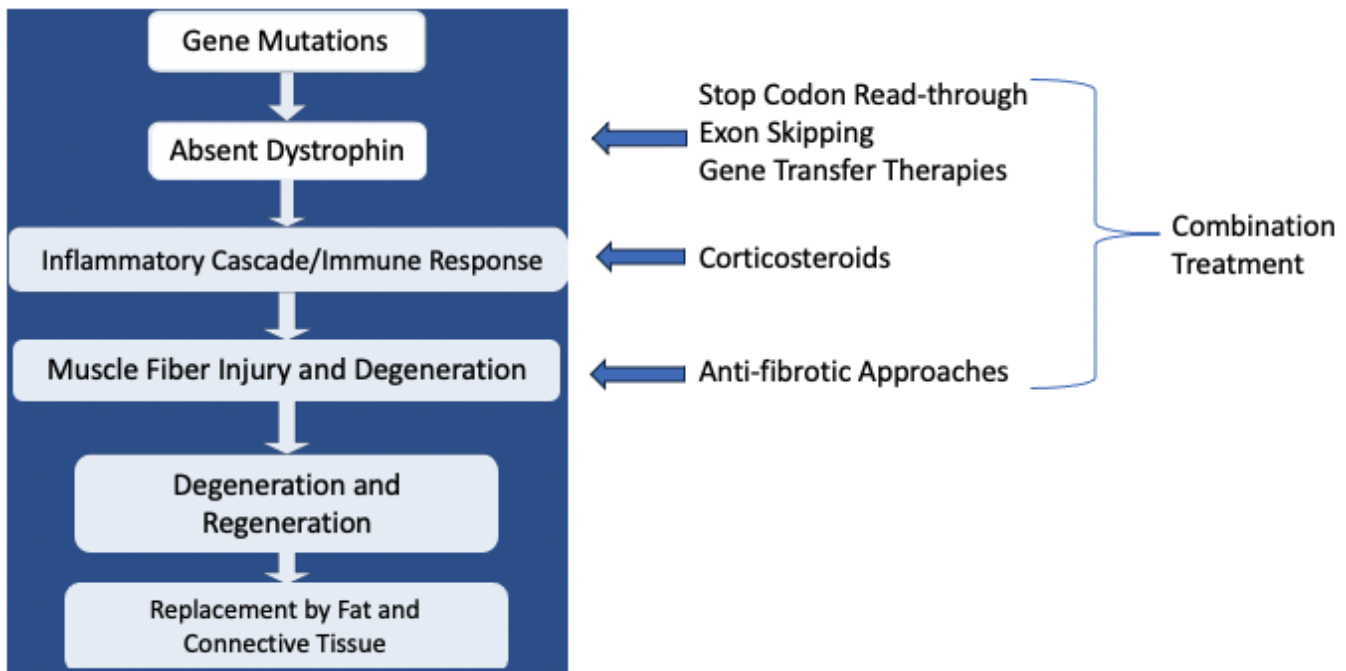 Gene Mutations
Absent Dystrophin
Inflammatory Cascade/Immune Response
Muscle Fiber Injury and Degeneration
Degeneration and
Regeneration
Replacement by Fat and
Connective Tissue
Stop Codon Read-through
Exon Skipping
Gene Transfer Therapies
Corticosteroids
Anti-fibrotic Approaches
Combination
Treatment